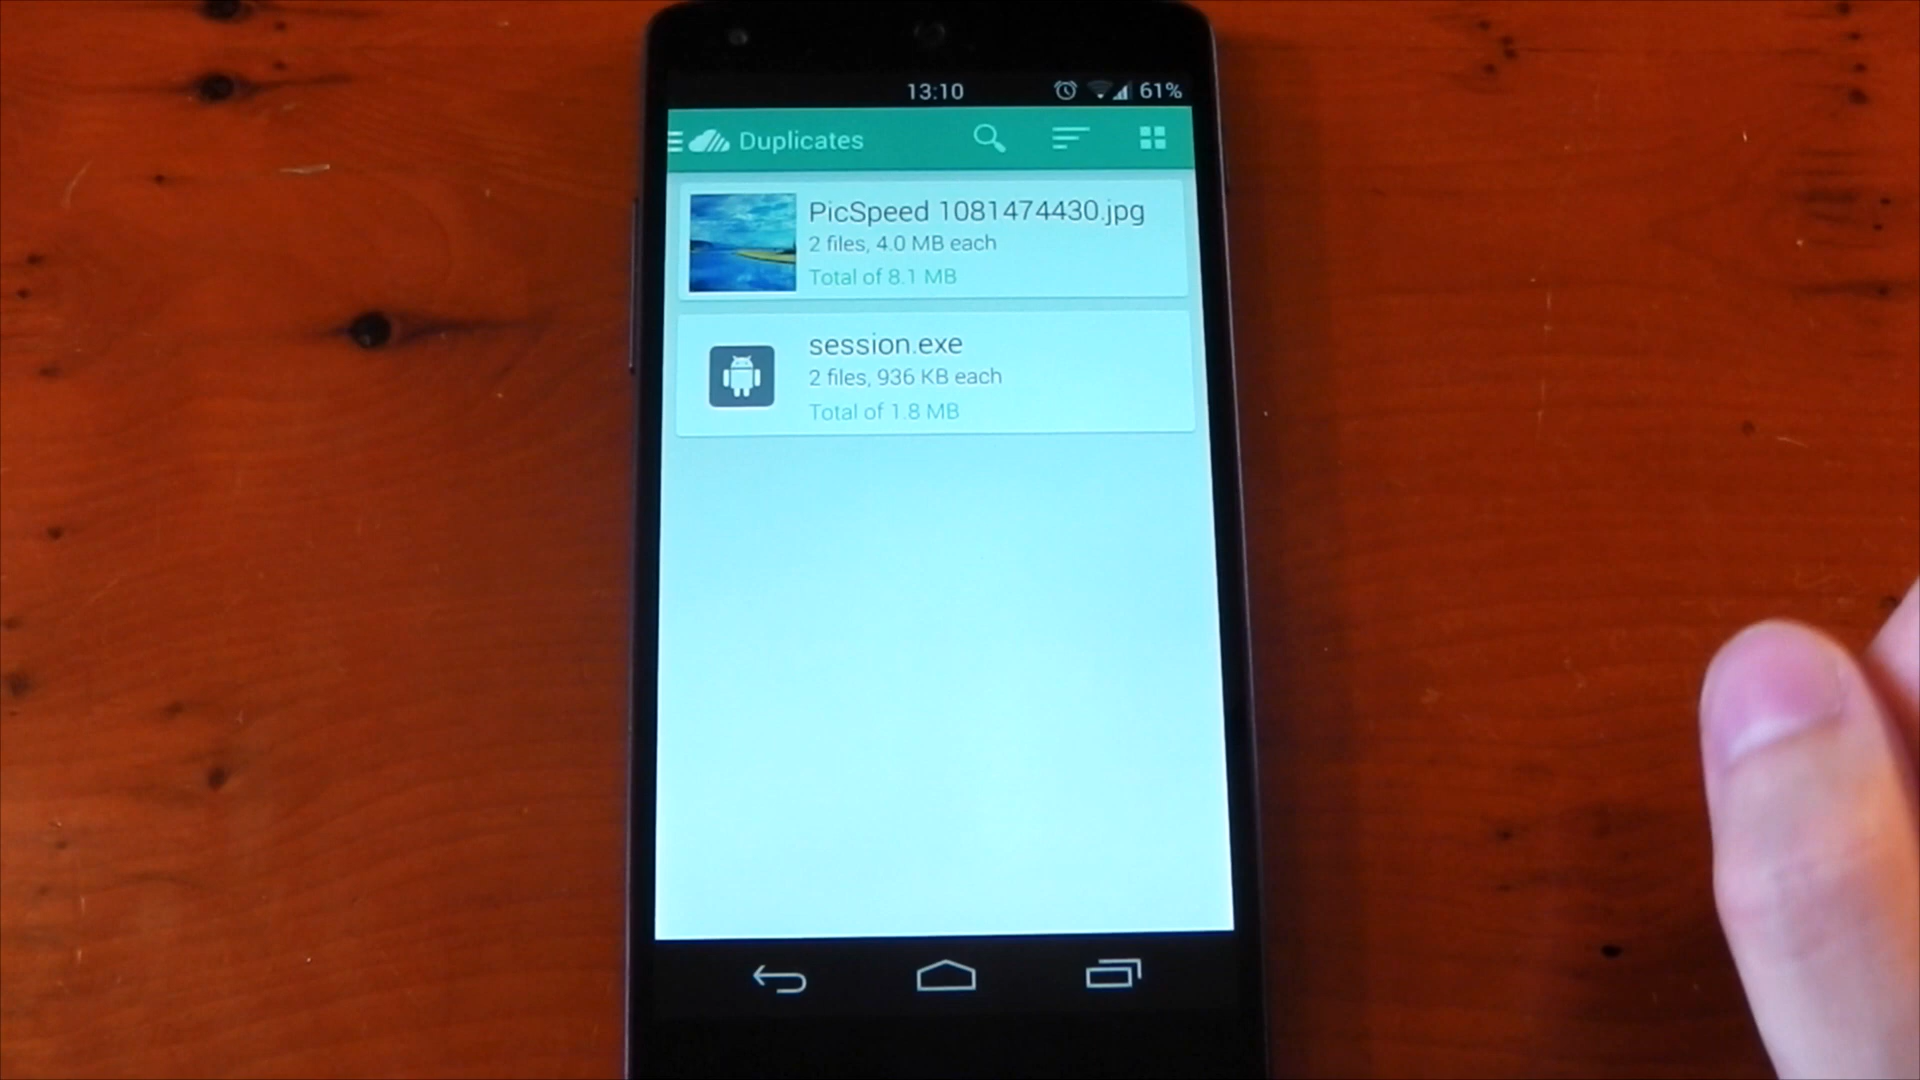 13:10 61%
Duplicates
PicSpeed 1081474430.jpg
2 files, 4.0 MB each
Total of 8.1 MB
session.exe
2 files, 936 KB each
Total of 1.8 MB